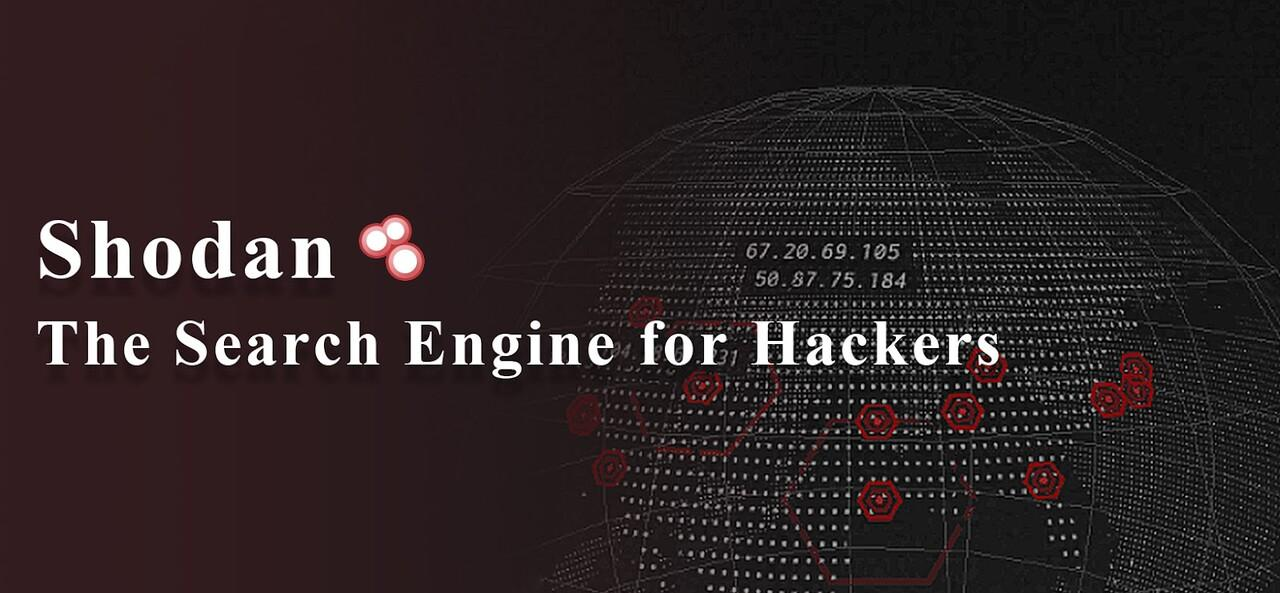 Shodan
67.20.69.105
50.87.75.184
The Search Engine for Hackers